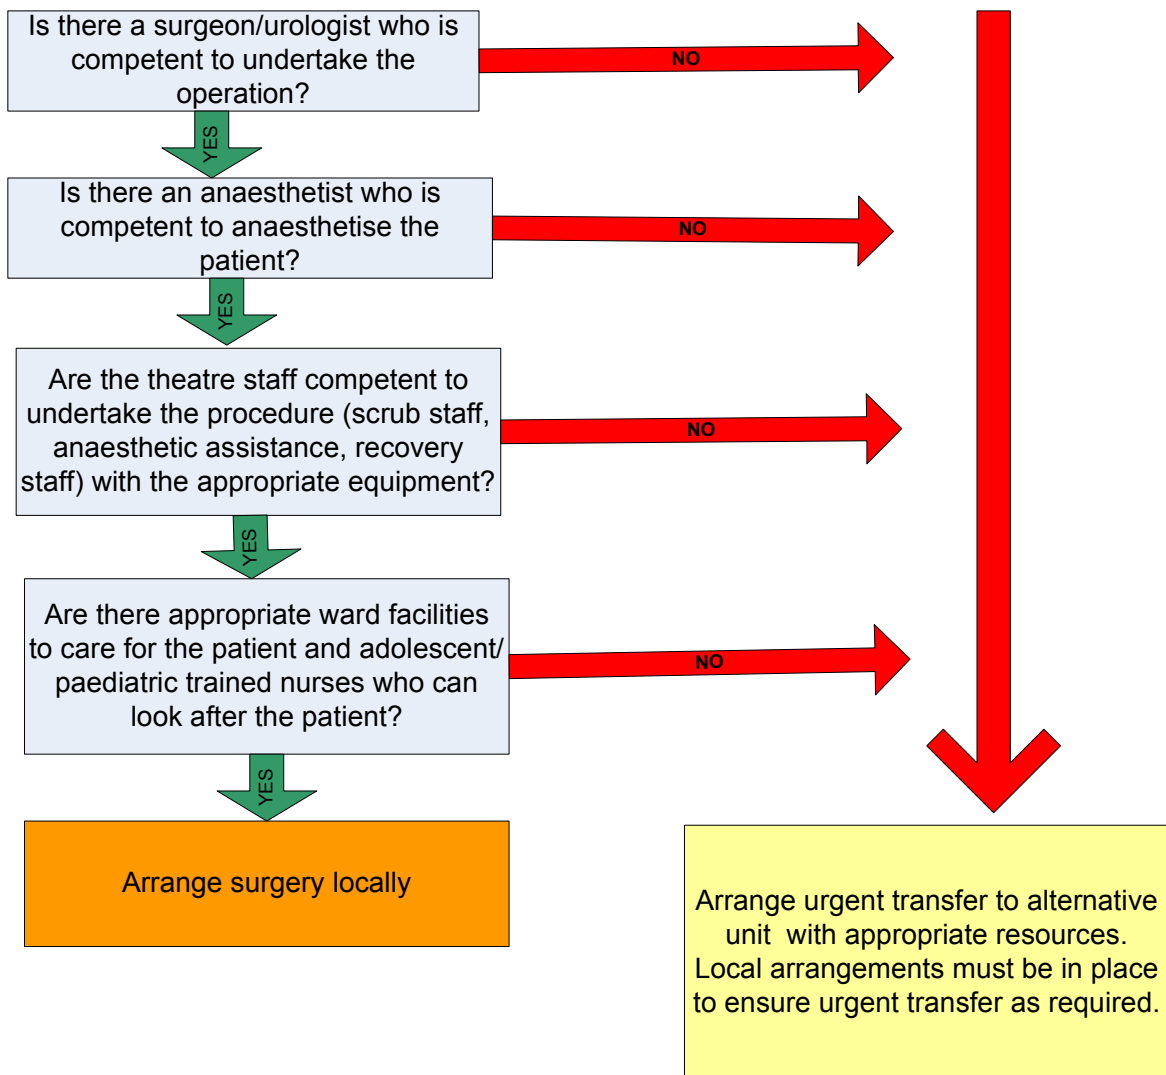 Is there a surgeon/urologist who is
competent to undertake the
operation?
NO
YES
Is there an anaesthetist who is
competent to anaesthetise the
patient?
NO
YES
Are the theatre staff competent to
undertake the procedure (scrub staff,
anaesthetic assistance, recovery
staff) with the appropriate equipment?
NO
YES
Are there appropriate ward facilities
to care for the patient and adolescent/
paediatric trained nurses who can
look after the patient?
NO
YES
Arrange surgery locally
Arrange urgent transfer to alternative
unit with appropriate resources.
Local arrangements must be in place
to ensure urgent transfer as required.